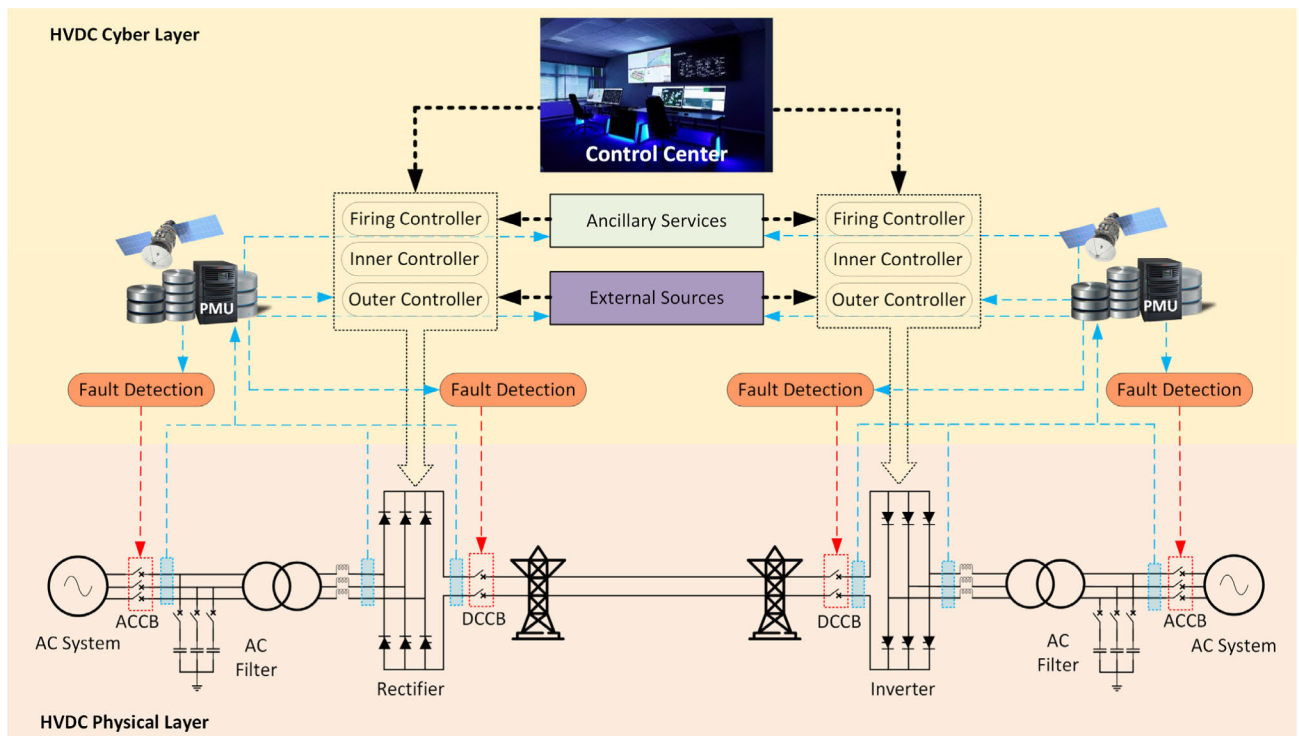 HVDC Cyber Layer
Control Center
Firing Controller
Inner Controller
Outer Controller
Ancillary Services
External Sources
Firing Controller
Inner Controller
Outer Controller
PMU
PMU
Fault Detection
Fault Detection
Fault Detection
Fault Detection
AC System
ACCB
AC
Filter
Rectifier
DCCB
DCCB
Inverter
AC
Filter
ACCB
AC System
HVDC Physical Layer